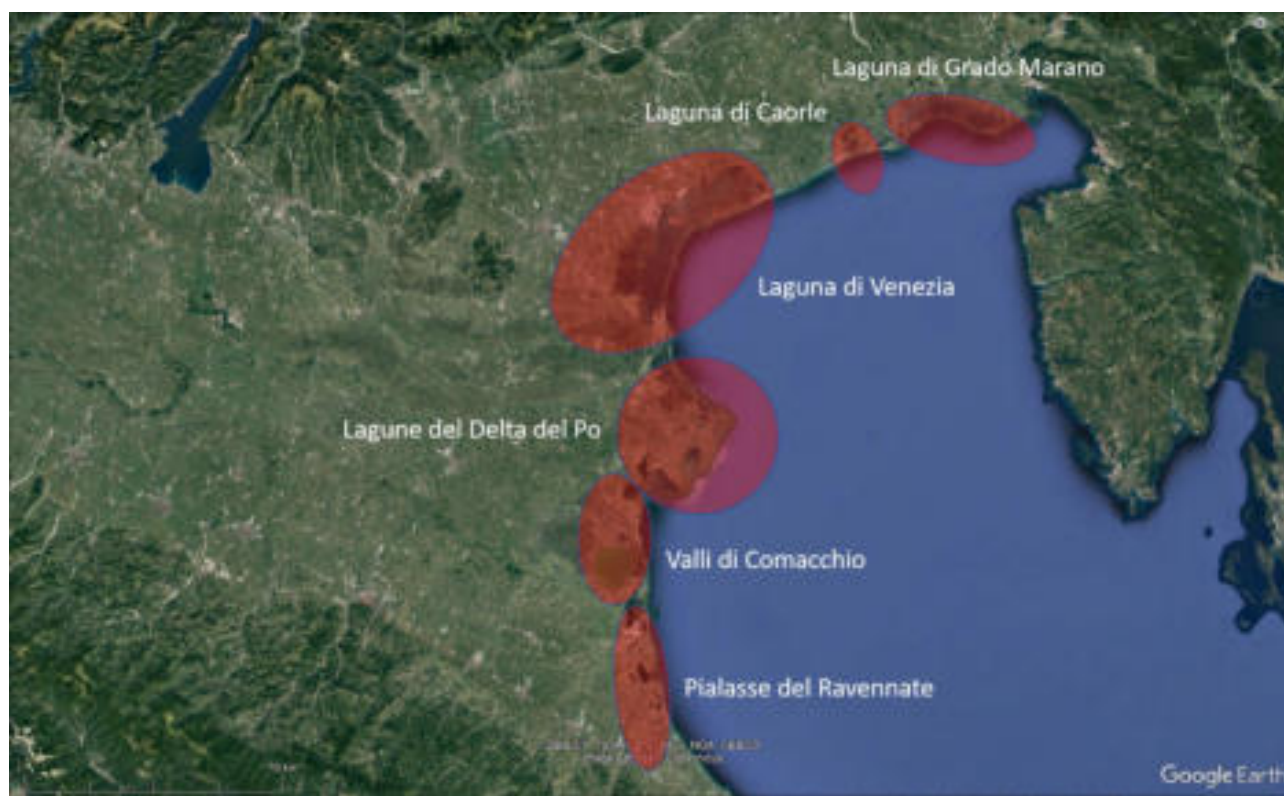 Laguna di Grado Marano
Laguna di Caorle
Laguna di Venezia
Lagune del Delta del Po
Valli di Comacchio
Pialasse del Ravennate
Google Earth